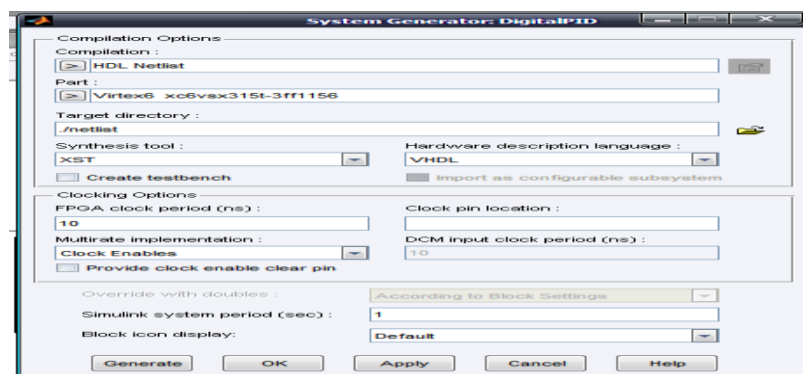 System Generator: DigitalPID
Compilation Options
Compilation :
> HDL Netlist
Part :
> Virtex6 xc6vsx315t-3ff1156
Target directory :
./netlist
Synthesis tool : Hardware description language :
XST VHDL
Create testbench Import as configurable subsystem
Clocking Options
FPGA clock period (ns) : Clock pin location :
10
Multirate implementation : DCM input clock period (ns) :
Clock Enables 10
Provide clock enable clear pin
Override with doubles : According to Block Settings
Simulink system period (sec) : 1
Block icon display: Default
Generate OK Apply Cancel Help